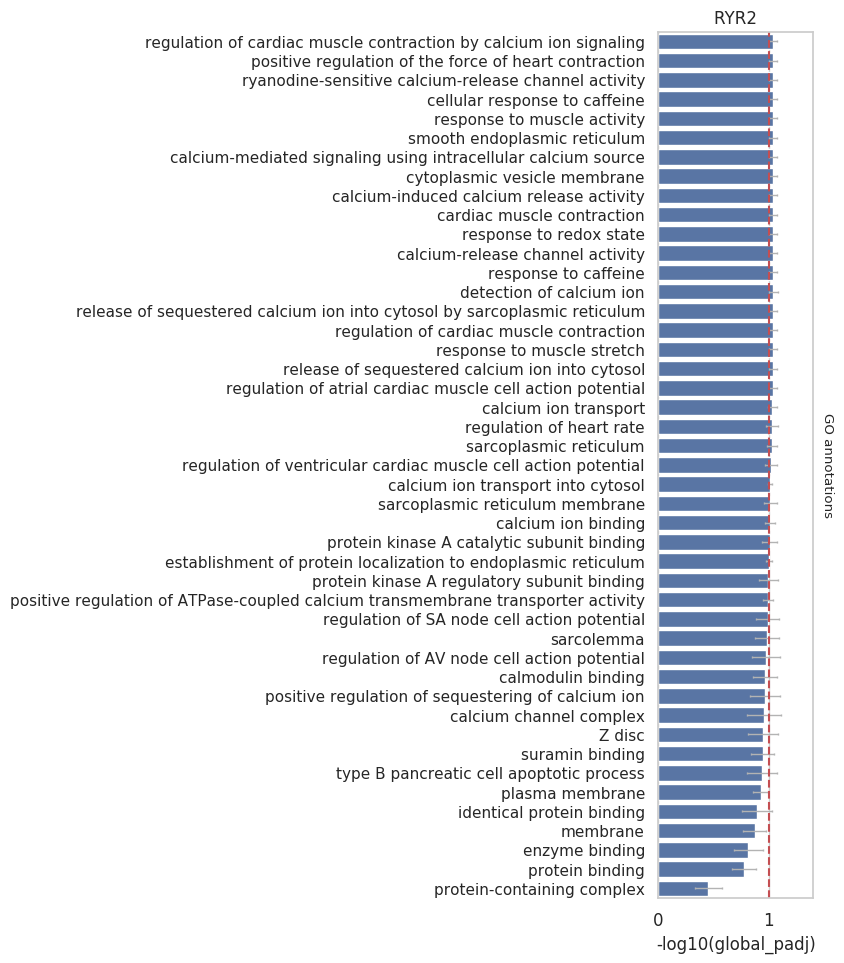 RYR2
regulation of cardiac muscle contraction by calcium ion signaling
positive regulation of the force of heart contraction
ryanodine-sensitive calcium-release channel activity
cellular response to caffeine
response to muscle activity
smooth endoplasmic reticulum
calcium-mediated signaling using intracellular calcium source
cytoplasmic vesicle membrane
calcium-induced calcium release activity
cardiac muscle contraction
response to redox state
calcium-release channel activity
response to caffeine
detection of calcium ion
release of sequestered calcium ion into cytosol by sarcoplasmic reticulum
regulation of cardiac muscle contraction
response to muscle stretch
release of sequestered calcium ion into cytosol
regulation of atrial cardiac muscle cell action potential
calcium ion transport
regulation of heart rate
sarcoplasmic reticulum
regulation of ventricular cardiac muscle cell action potential
calcium ion transport into cytosol
sarcoplasmic reticulum membrane
calcium ion binding
protein kinase A catalytic subunit binding
establishment of protein localization to endoplasmic reticulum
protein kinase A regulatory subunit binding
positive regulation of ATPase-coupled calcium transmembrane transporter activity
regulation of SA node cell action potential
sarcolemma
regulation of AV node cell action potential
calmodulin binding
positive regulation of sequestering of calcium ion
calcium channel complex
Z disc
suramin binding
type B pancreatic cell apoptotic process
plasma membrane
identical protein binding
membrane
enzyme binding
protein binding
protein-containing complex
GO annotations
0 1
-log10(global_padj)